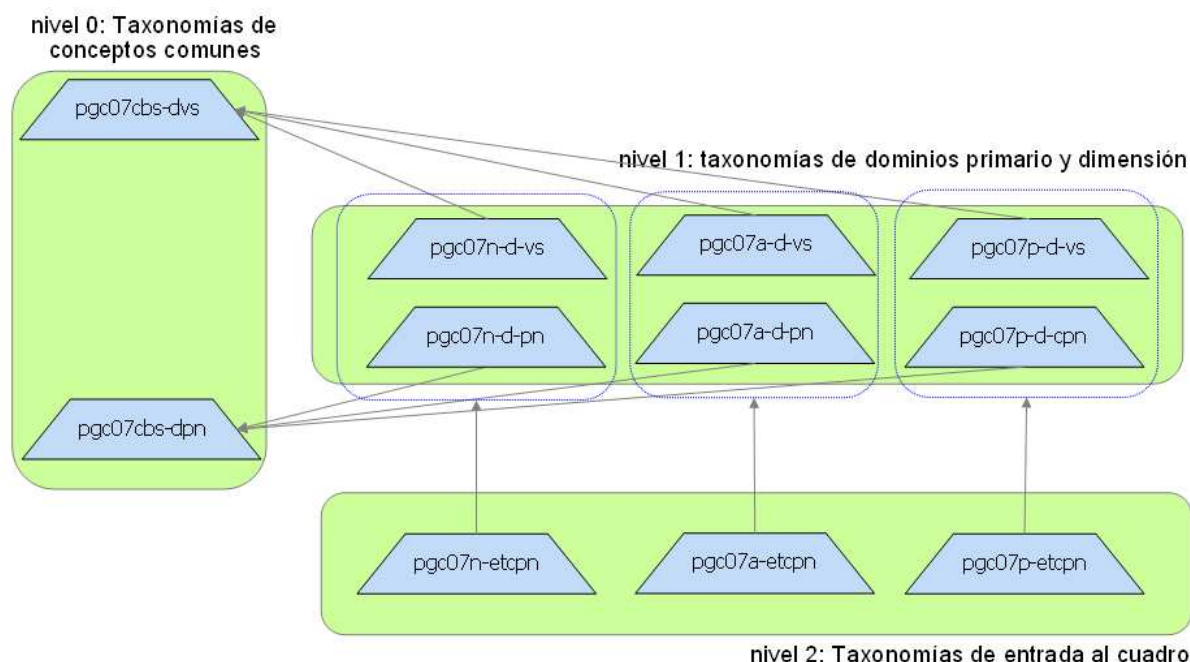 nivel 0: Taxonomías de
conceptos comunes
pgc07cbs-dvs
nivel 1: taxonomías de dominios primario y dimensión
pgc07n-d-vs
pgc07a-d-vs
pgc07p-d-vs
pgc07n-d-pn
pgc07a-d-pn
pgc07p-d-cpn
pgc07cbs-dpn
pgc07n-etcpn
pgc07a-etcpn
pgc07p-etcpn
nivel 2: Taxonomías de entrada al cuadro